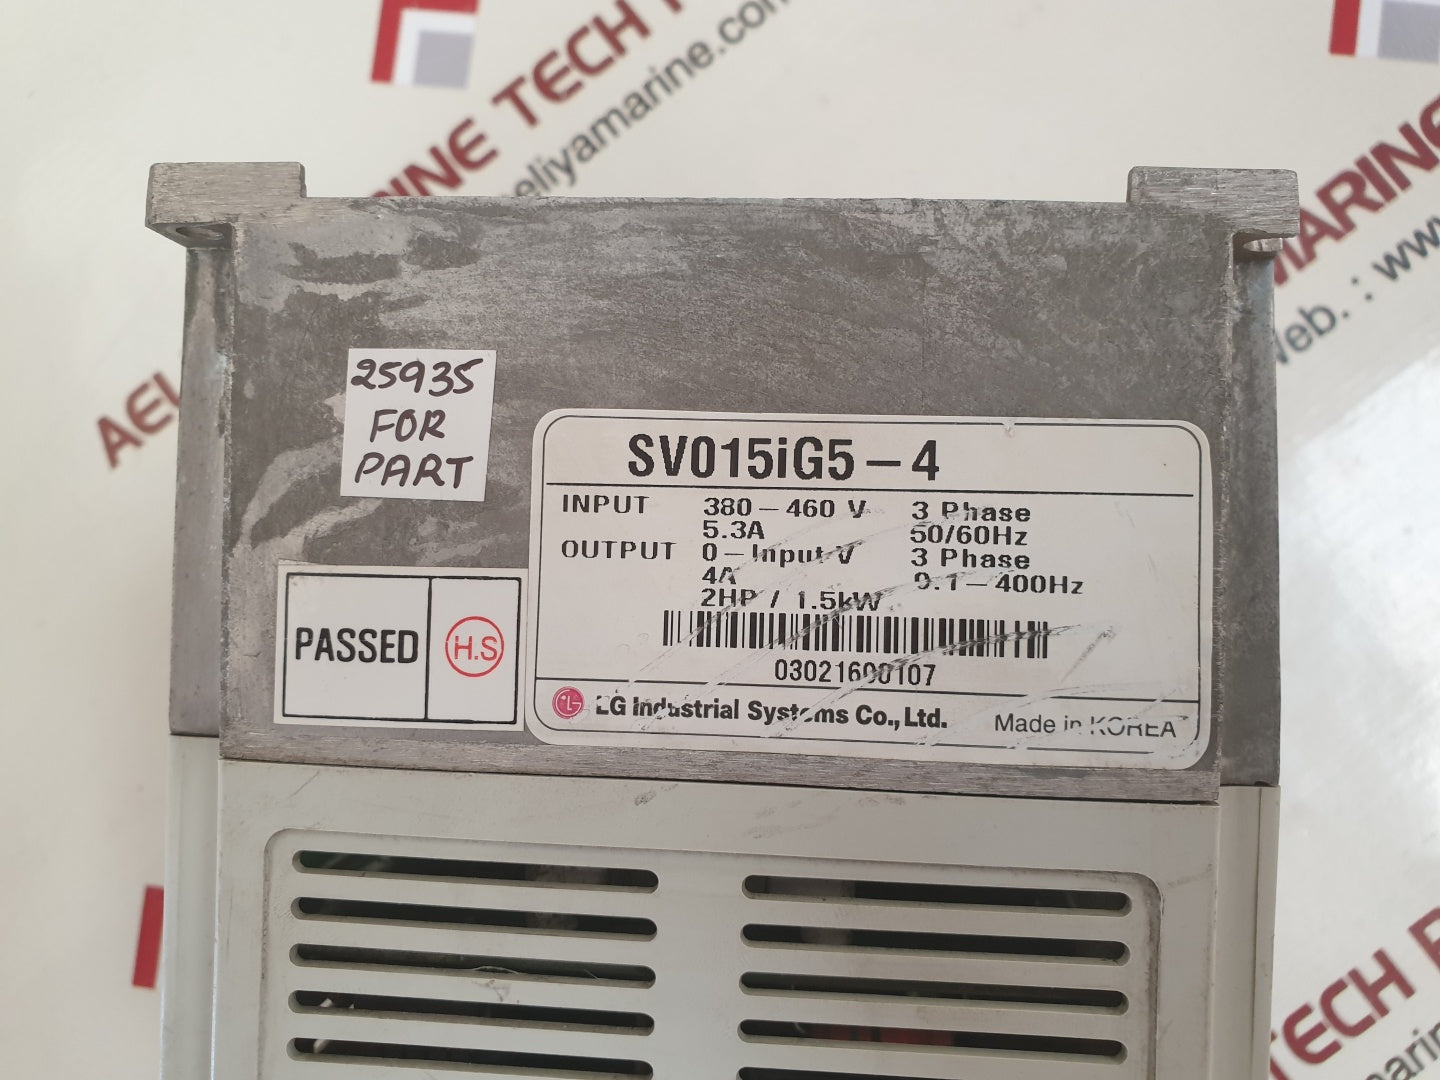 25935
FOR
PART
SV015iG5-4
INPUT 380-460 V 3 Phase
5.3A 50/60Hz
OUTPUT 0-Input V 3 Phase
4A 0.1-400Hz
2HP / 1.5kW
03021600107
LG Industrial Systems Co., Ltd. Made in KOREA
PASSED H.S